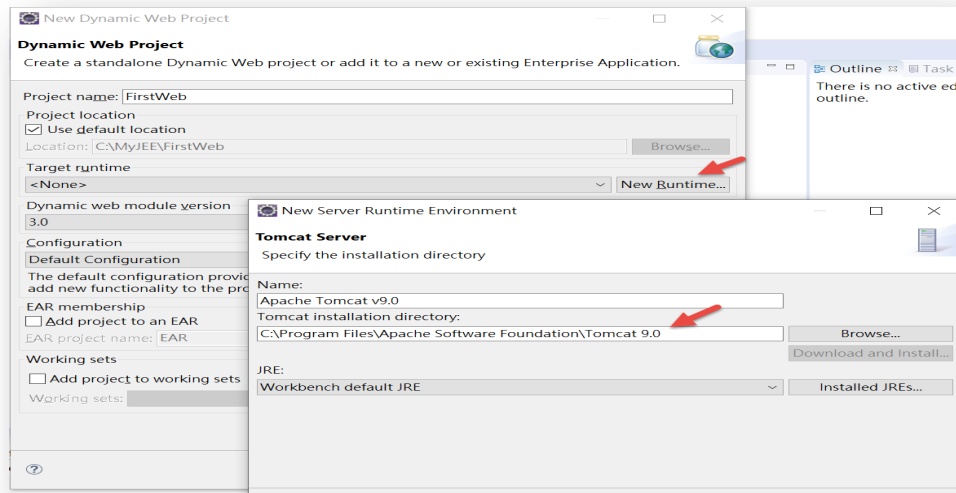 New Dynamic Web Project
Dynamic Web Project
Create a standalone Dynamic Web project or add it to a new or existing Enterprise Application.
Project name: FirstWeb
Project location
Use default location
Location: C:\MyJEE\FirstWeb Browse...
Target runtime
<None> New Runtime...
Dynamic web module version
3.0
Configuration
Default Configuration
The default configuration provid
add new functionality to the pro
EAR membership
Add project to an EAR
EAR project name: EAR
Working sets
Add project to working sets
Working sets:
Outline Task
There is no active ed
outline.
New Server Runtime Environment
Tomcat Server
Specify the installation directory
Name:
Apache Tomcat v9.0
Tomcat installation directory:
C:\Program Files\Apache Software Foundation\Tomcat 9.0 Browse...
Download and Install...
JRE:
Workbench default JRE Installed JREs...